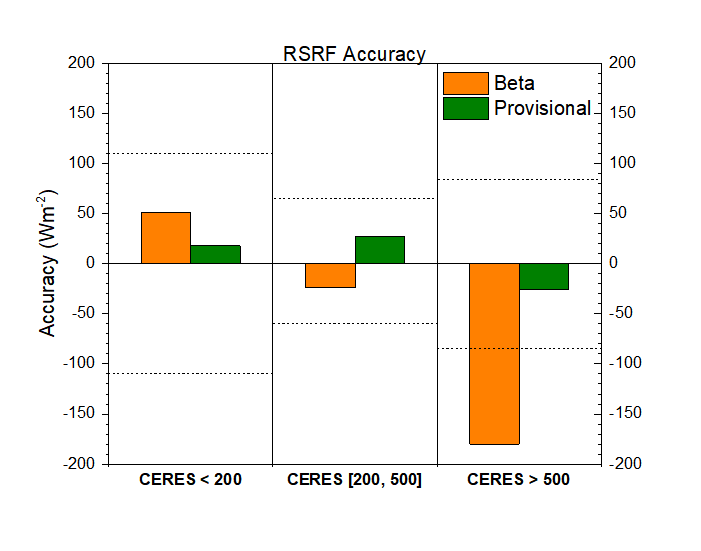 RSRF Accuracy
200
150
100
50
0
-50
-100
-150
-200
Accuracy (Wm⁻²)
Beta
Provisional
200
150
100
50
0
-50
-100
-150
-200
CERES < 200
CERES [200, 500]
CERES > 500